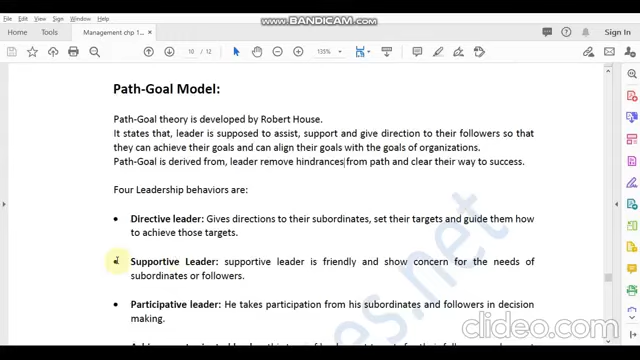 WWW.BANDICAM.COM
File Edit View Sign Window Help
Home Tools Management chp 1... × Sign In
10 / 12 135%
Path-Goal Model:
Path-Goal theory is developed by Robert House.
It states that, leader is supposed to assist, support and give direction to their followers so that
they can achieve their goals and can align their goals with the goals of organizations.
Path-Goal is derived from, leader remove hindrances from path and clear their way to success.
Four Leadership behaviors are:
• Directive leader: Gives directions to their subordinates, set their targets and guide them how
to achieve those targets.
• Supportive Leader: supportive leader is friendly and show concern for the needs of
subordinates or followers.
• Participative leader: He takes participation from his subordinates and followers in decision
making.
es.net
clideo.com